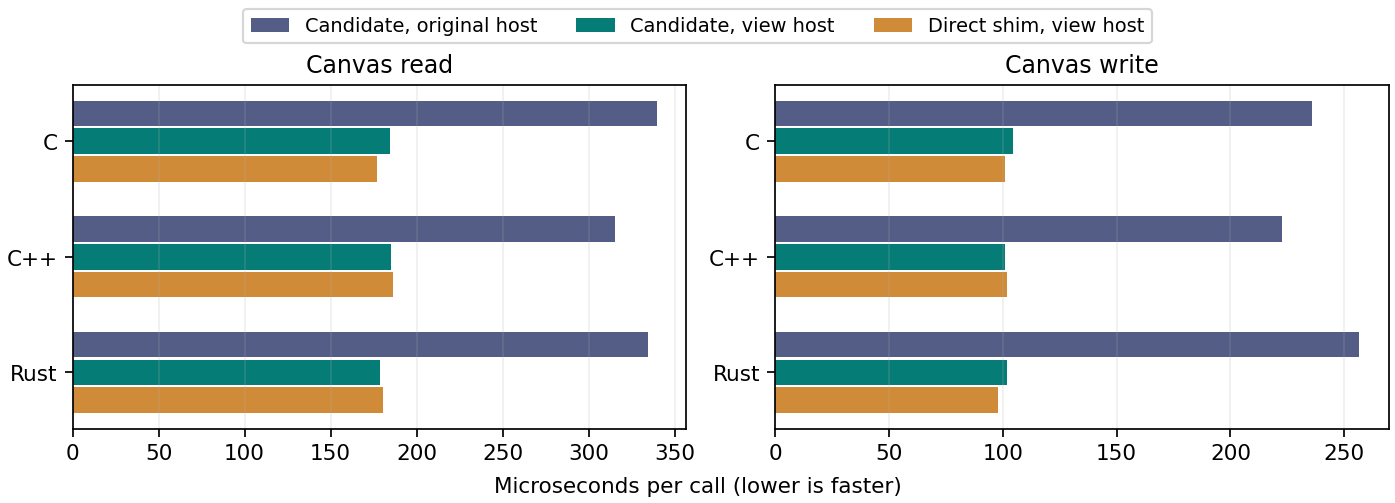 Candidate, original host
Candidate, view host
Direct shim, view host
Canvas read
Canvas write
C
C++
Rust
0 50 100 150 200 250 300 350
C
C++
Rust
0 50 100 150 200 250
Microseconds per call (lower is faster)